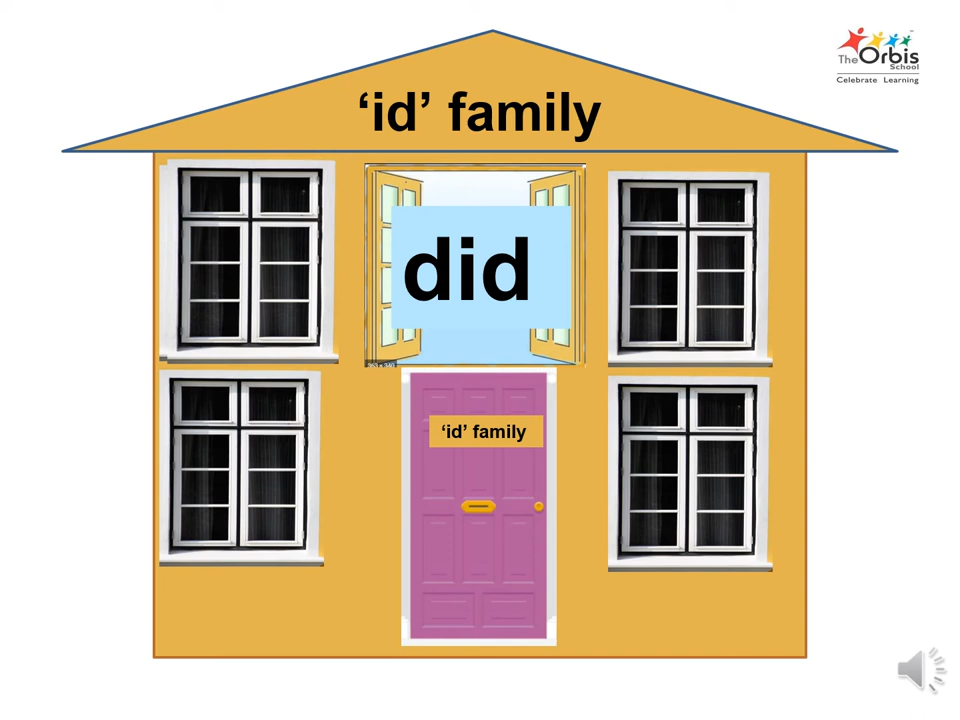 The Orbis
School
Celebrate Learning
‘id’ family
did
‘id’ family